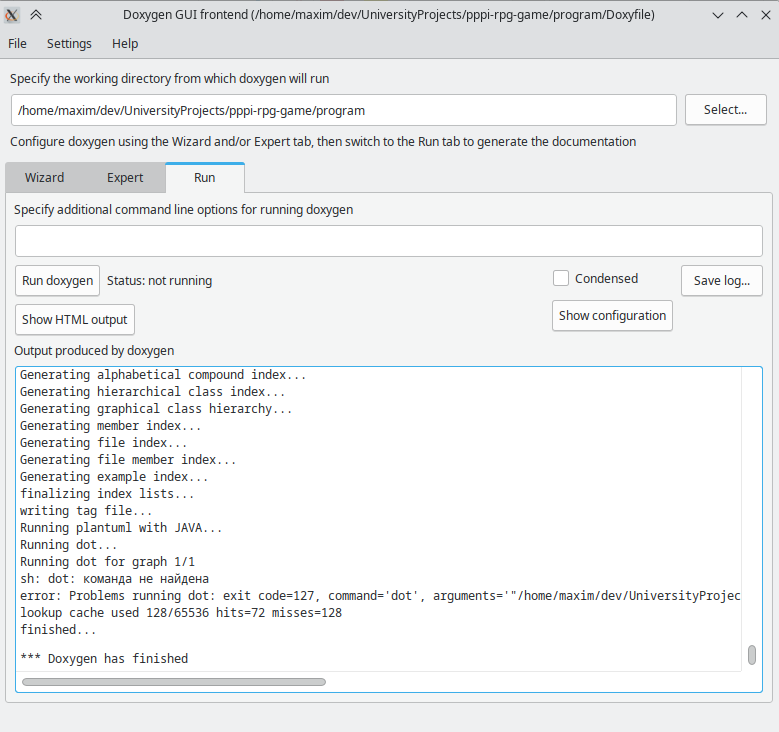 Doxygen GUI frontend (/home/maxim/dev/UniversityProjects/pppi-rpg-game/program/Doxyfile)
File Settings Help
Specify the working directory from which doxygen will run
/home/maxim/dev/UniversityProjects/pppi-rpg-game/program
Select...
Configure doxygen using the Wizard and/or Expert tab, then switch to the Run tab to generate the documentation
Wizard Expert Run
Specify additional command line options for running doxygen
Run doxygen Status: not running Condensed Save log...
Show HTML output Show configuration
Output produced by doxygen
Generating alphabetical compound index...
Generating hierarchical class index...
Generating graphical class hierarchy...
Generating member index...
Generating file index...
Generating file member index...
Generating example index...
finalizing index lists...
writing tag file...
Running plantuml with JAVA...
Running dot...
Running dot for graph 1/1
sh: dot: команда не найдена
error: Problems running dot: exit code=127, command='dot', arguments='"/home/maxim/dev/UniversityProjec
lookup cache used 128/65536 hits=72 misses=128
finished...
*** Doxygen has finished